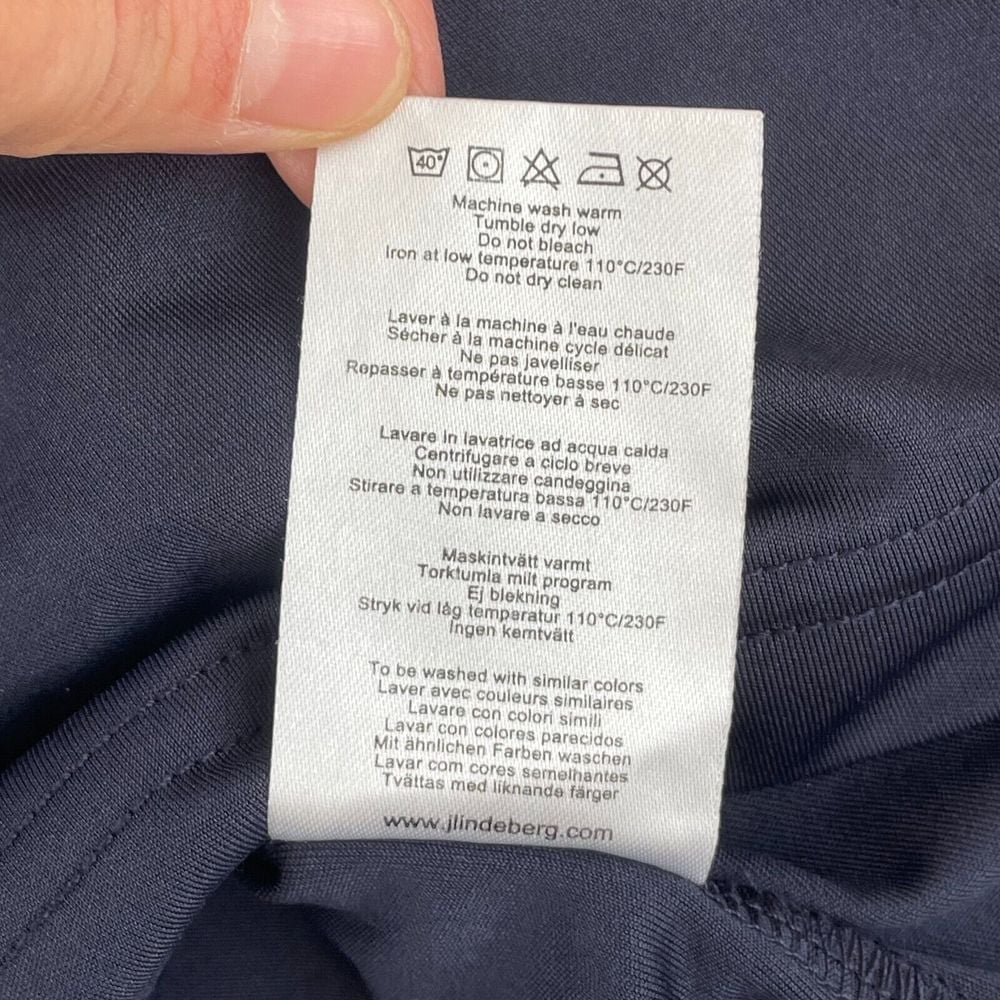 40°
Machine wash warm
Tumble dry low
Do not bleach
Iron at low temperature 110°C/230F
Do not dry clean
Laver à la machine à l'eau chaude
Sécher à la machine cycle délicat
Ne pas javelliser
Repasser à température basse 110°C/230F
Ne pas nettoyer à sec
Lavare in lavatrice ad acqua calda
Centrifugare a ciclo breve
Non utilizzare candeggina
Stirare a temperatura bassa 110°C/230F
Non lavare a secco
Maskintvätt varmt
Torktumla milt program
Ej blekning
Stryk vid låg temperatur 110°C/230F
Ingen kemtvätt
To be washed with similar colors
Laver avec couleurs similaires
Lavare con colori simili
Lavar con colores parecidos
Mit ähnlichen Farben waschen
Lavar com cores semelhantes
Tvättas med liknande färger
www.jlindeberg.com